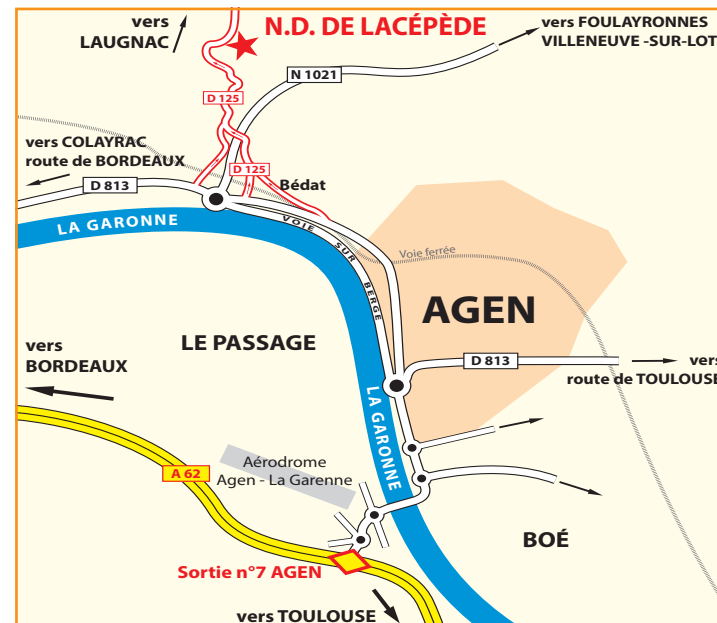 vers
LAUGNAC
N.D. DE LACÉPÈDE
vers FOULAYRONNES
VILLENEUVE -SUR-LOT
N 1021
D 125
vers COLAYRAC
route de BORDEAUX
D 125
Bédat
D 813
LA GARONNE
VOIE SUR BERGE
Voie ferrée
AGEN
LE PASSAGE
vers
BORDEAUX
D 813
vers
route de TOULOUSE
LA GARONNE
A 62
Aérodrome
Agen - La Garenne
BOÉ
Sortie n°7 AGEN
vers TOULOUSE